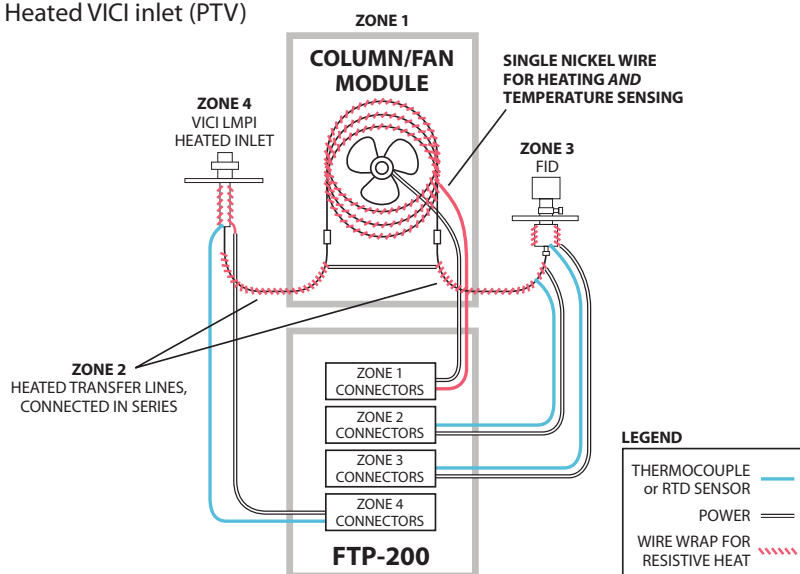 Heated VICI inlet (PTV)
ZONE 1
COLUMN/FAN
MODULE
SINGLE NICKEL WIRE
FOR HEATING AND
TEMPERATURE SENSING
ZONE 4
VICI LMPI
HEATED INLET
ZONE 3
FID
ZONE 2
HEATED TRANSFER LINES,
CONNECTED IN SERIES
ZONE 1
CONNECTORS
ZONE 2
CONNECTORS
ZONE 3
CONNECTORS
ZONE 4
CONNECTORS
FTP-200
LEGEND
THERMOCOUPLE
or RTD SENSOR
POWER
WIRE WRAP FOR
RESISTIVE HEAT